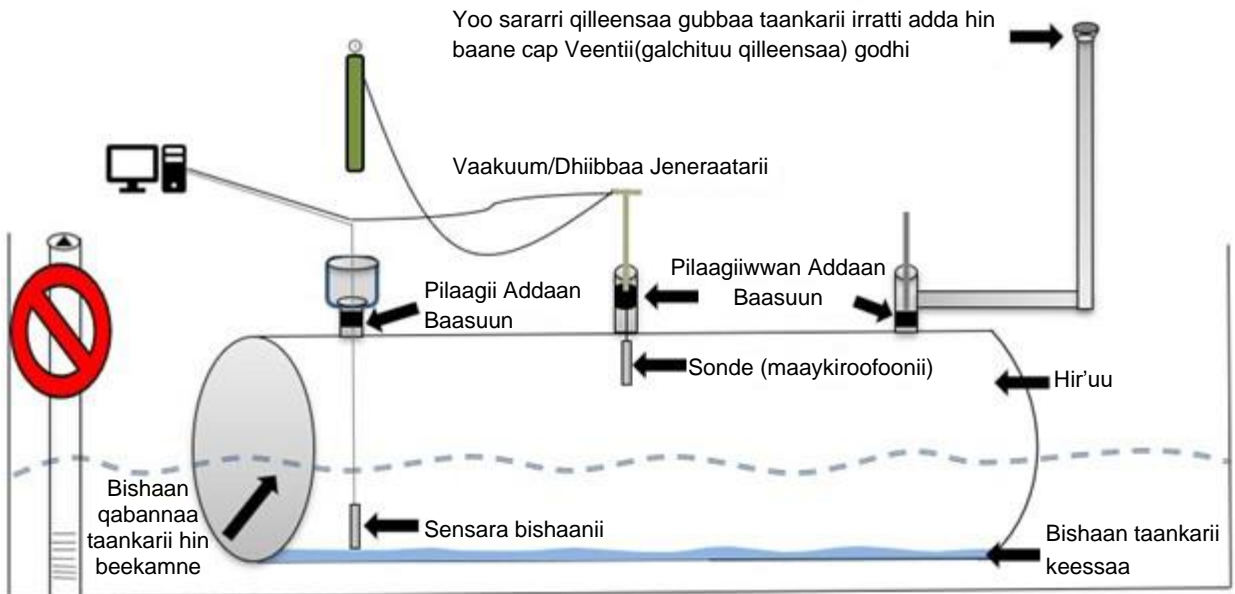 Yoo sararri qilleensaa gubbaa taankarii irratti adda hin
baane cap Veentii(galchituu qilleensaa) godhi
Vaakuum/Dhiibbaa Jeneraatarii
Pilaagii Addaan
Baasuun
Pilaagiiwwan Addaan
Baasuun
Sonde (maaykiroofoonii)
Hir'uu
Bishaan
qabannaa
taankarii hin
beekamne
Sensara bishaanii
Bishaan taankarii
keessaa